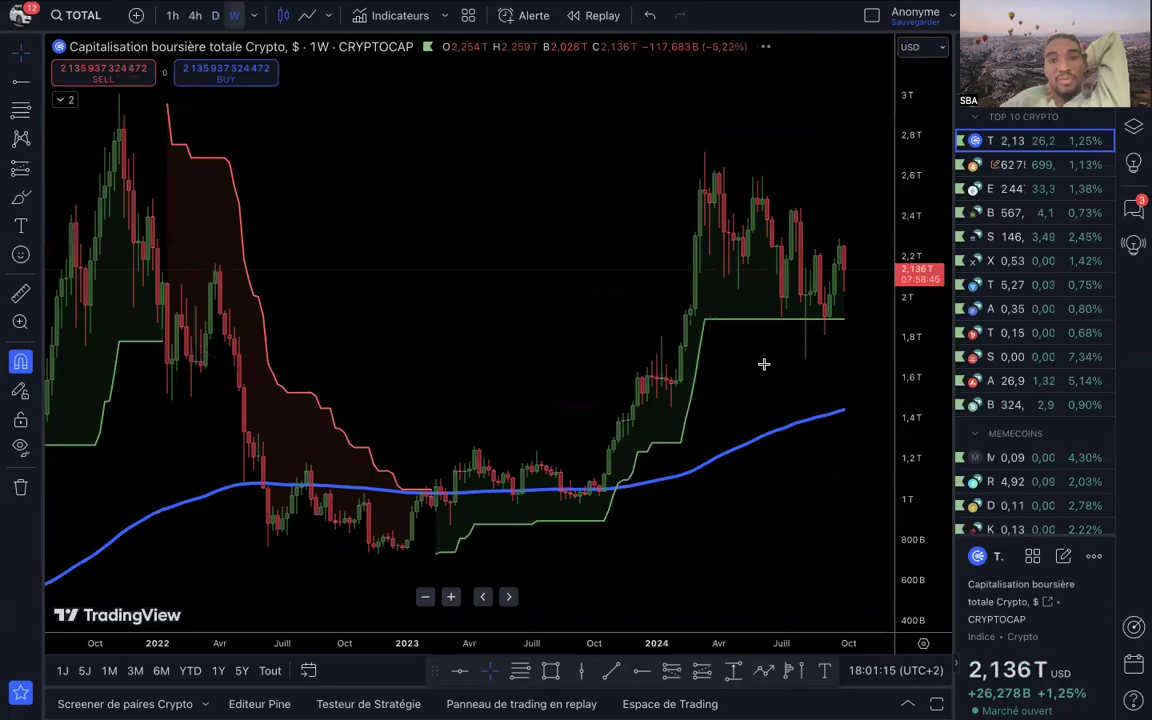 12
TOTAL
1h 4h D W
Indicateurs
Alerte
Replay
Anonyme
Sauvegarder
Capitalisation boursière totale Crypto, $ · 1W · CRYPTOCAP
O2,254T H2,259T B2,028T C2,136T −117,683B (−5,22%)
USD
2 135 937 324 472
SELL
0
2 135 937 324 472
BUY
2
SBA
3T
2,8T
2,6T
2,4T
2,2T
2,136T
07:58:45
2T
1,8T
1,6T
1,4T
1,2T
1T
800B
600B
400B
TOP 10 CRYPTO
T 2,13 26,2 1,25%
627! 699, 1,13%
E 244 33,3 1,38%
B 567, 4,1 0,73%
S 146, 3,49 2,45%
X 0,53 0,00 1,42%
T 5,27 0,03 0,75%
A 0,35 0,00 0,80%
T 0,15 0,00 0,68%
S 0,00 0,00 7,34%
A 26,9 1,32 5,14%
B 324, 2,9 0,90%
MEMECOINS
M 0,09 0,00 4,30%
R 4,92 0,09 2,03%
D 0,11 0,00 2,78%
K 0,13 0,00 2,22%
3
T.
Capitalisation boursière
totale Crypto, $ •
CRYPTOCAP
Indice • Crypto
2,136T USD
+26,278B +1,25%
Marché ouvert
TradingView
Oct 2022 Avr Juill Oct 2023 Avr Juill Oct 2024 Avr Juill Oct
1J 5J 1M 3M 6M YTD 1Y 5Y Tout
18:01:15 (UTC+2)
Screener de paires Crypto
Editeur Pine
Testeur de Stratégie
Panneau de trading en replay
Espace de Trading